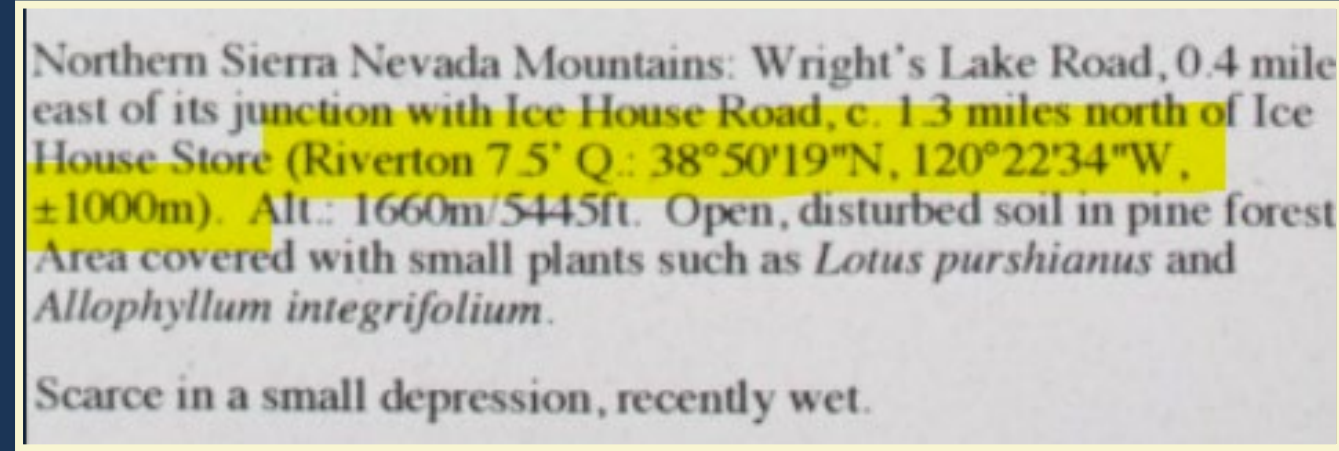 Northern Sierra Nevada Mountains: Wright's Lake Road, 0.4 mile
east of its junction with Ice House Road, c. 1.3 miles north of Ice
House Store (Riverton 7.5' Q.: 38°50'19"N, 120°22'34"W,
±1000m). Alt.: 1660m/5445ft. Open, disturbed soil in pine forest
Area covered with small plants such as Lotus purshianus and
Allophyllum integrifolium.
Scarce in a small depression, recently wet.